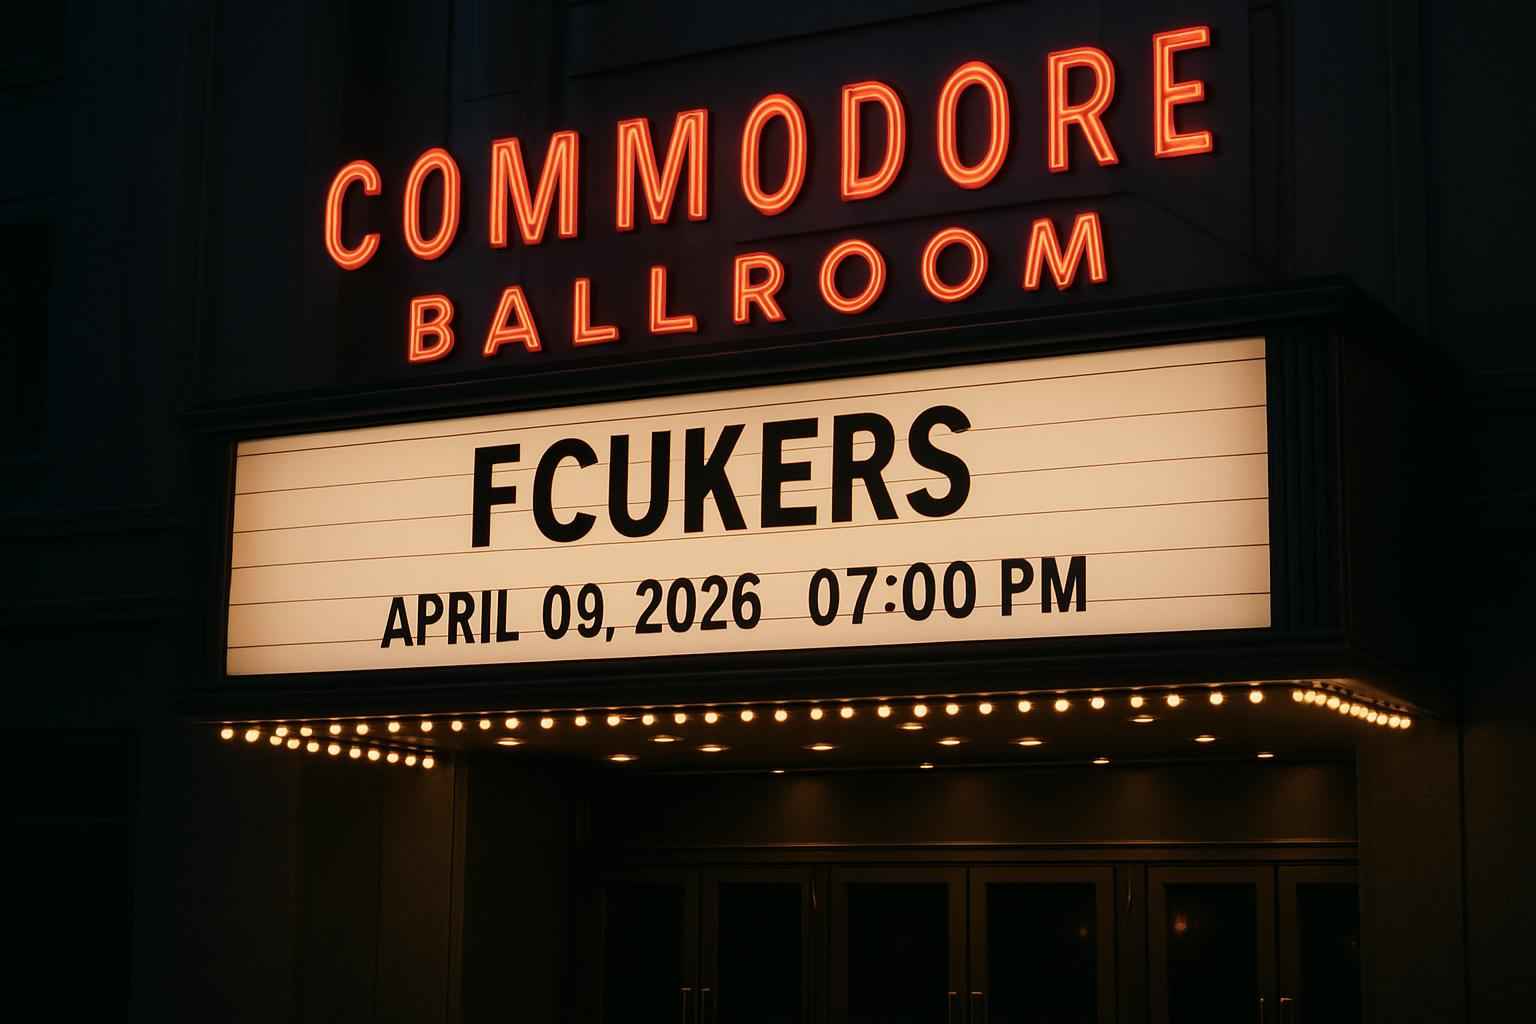 COMMODORE
BALLROOM
FCUKERS
APRIL 09, 2026 07:00 PM